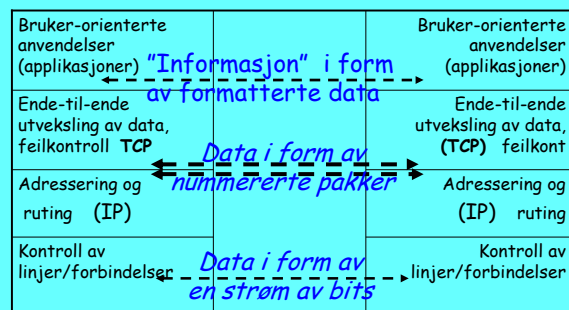 Bruker-orienterte
anvendelser
(applikasjoner)
"Informasjon" i form
av formatterte data
Bruker-orienterte
anvendelser
(applikasjoner)
Ende-til-ende
utveksling av data,
feilkontroll TCP
Data i form av
nummererte pakker
Ende-til-ende
utveksling av data,
(TCP) feilkont
Adressering og
ruting (IP)
Adressering og
(IP) ruting
Kontroll av
linjer/forbindelser
Data i form av
en strøm av bits
Kontroll av
linjer/forbindelser